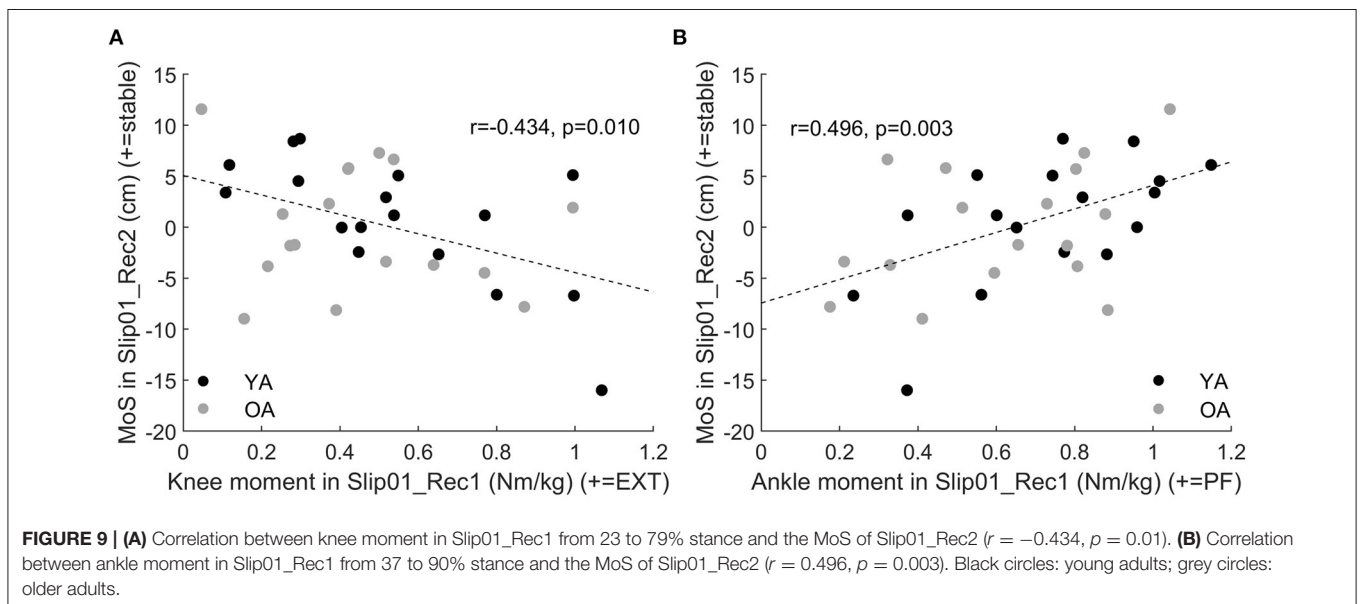 A
MoS in Slip01_Rec2 (cm) (+=stable)
15
10
5
0
-5
-10
-15
-20
r=-0.434, p=0.010
YA
OA
0 0.2 0.4 0.6 0.8 1 1.2
Knee moment in Slip01_Rec1 (Nm/kg) (+=EXT)
B
MoS in Slip01_Rec2 (cm) (+=stable)
15
10
5
0
-5
-10
-15
-20
r=0.496, p=0.003
YA
OA
0 0.2 0.4 0.6 0.8 1 1.2
Ankle moment in Slip01_Rec1 (Nm/kg) (+=PF)
FIGURE 9 | (A) Correlation between knee moment in Slip01_Rec1 from 23 to 79% stance and the MoS of Slip01_Rec2 (r = −0.434, p = 0.01). (B) Correlation
between ankle moment in Slip01_Rec1 from 37 to 90% stance and the MoS of Slip01_Rec2 (r = 0.496, p = 0.003). Black circles: young adults; grey circles:
older adults.